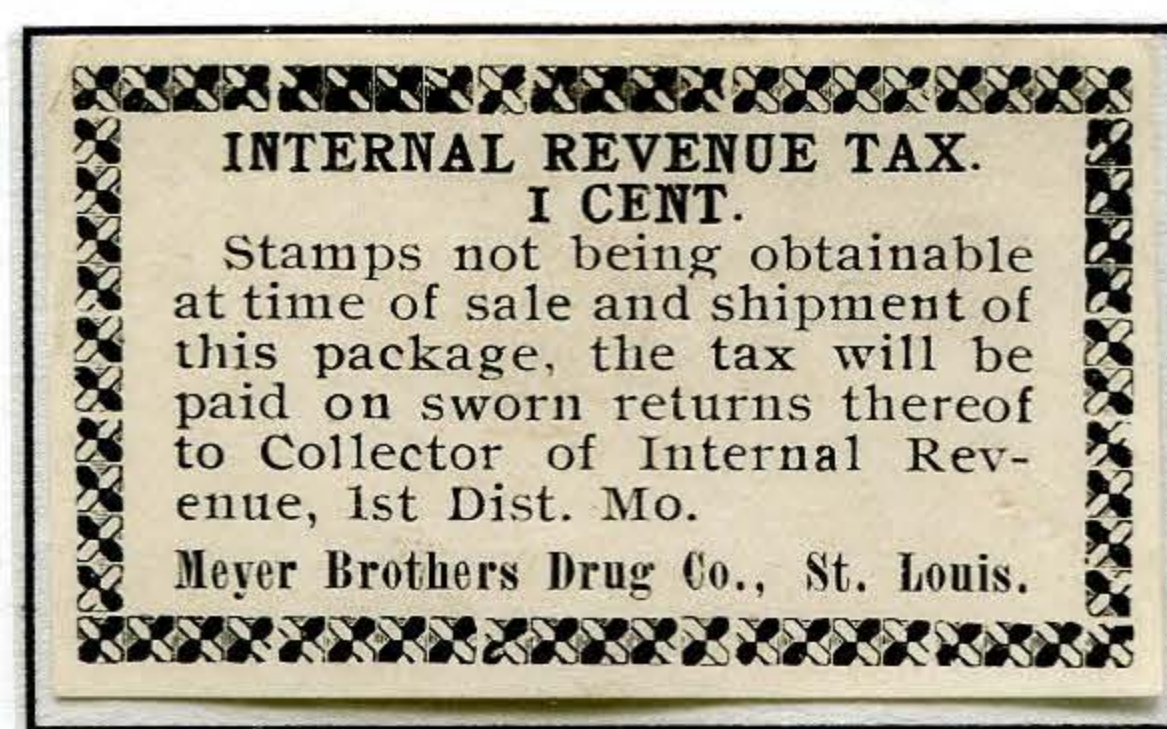 INTERNAL REVENUE TAX.
1 CENT.
Stamps not being obtainable
at time of sale and shipment of
this package, the tax will be
paid on sworn returns thereof
to Collector of Internal Rev-
enue, 1st Dist. Mo.
Meyer Brothers Drug Co., St. Louis.